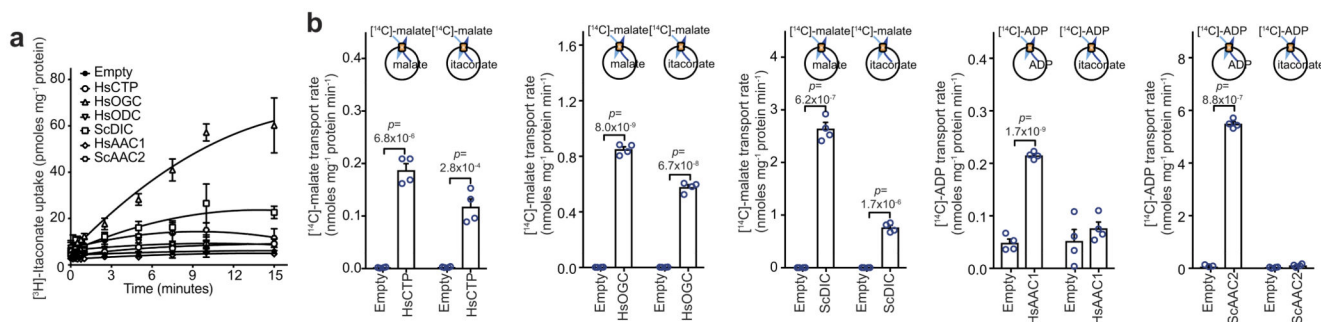 a
[³H]-Itaconate uptake (pmoles mg⁻¹ protein)
80
60
40
20
0
Empty
HsCTP
HsOGC
HsODC
ScDIC
HsAAC1
ScAAC2
0
3
6
9
12
15
Time (minutes)
b
[¹⁴C]-malate transport rate
(nmoles mg⁻¹ protein min⁻¹)
0.4
0.3
0.2
0.1
0.0
[¹⁴C]-malate [¹⁴C]-malate
malate itaconate
p=
6.8x10⁻⁶
p=
2.8x10⁻⁴
Empty
HsCTP
Empty
HsCTP
[¹⁴C]-malate transport rate
(nmoles mg⁻¹ protein min⁻¹)
1.6
1.2
0.8
0.4
0.0
[¹⁴C]-malate [¹⁴C]-malate
malate itaconate
p=
8.0x10⁻⁹
p=
6.7x10⁻⁸
Empty
HsOGC
Empty
HsOGC
[¹⁴C]-malate transport rate
(nmoles mg⁻¹ protein min⁻¹)
4
3
2
1
0
[¹⁴C]-malate [¹⁴C]-malate
malate itaconate
p=
6.2x10⁻⁷
p=
1.7x10⁻⁶
Empty
ScDIC
Empty
ScDIC
[¹⁴C]-ADP transport rate
(nmoles mg⁻¹ protein min⁻¹)
0.4
0.3
0.2
0.1
0.0
[¹⁴C]-ADP [¹⁴C]-ADP
ADP itaconate
p=
1.7x10⁻⁹
Empty
HsAAC1
Empty
HsAAC1
[¹⁴C]-ADP transport rate
(nmoles mg⁻¹ protein min⁻¹)
8
6
4
2
0
[¹⁴C]-ADP [¹⁴C]-ADP
ADP itaconate
p=
8.8x10⁻⁷
Empty
ScAAC2
Empty
ScAAC2